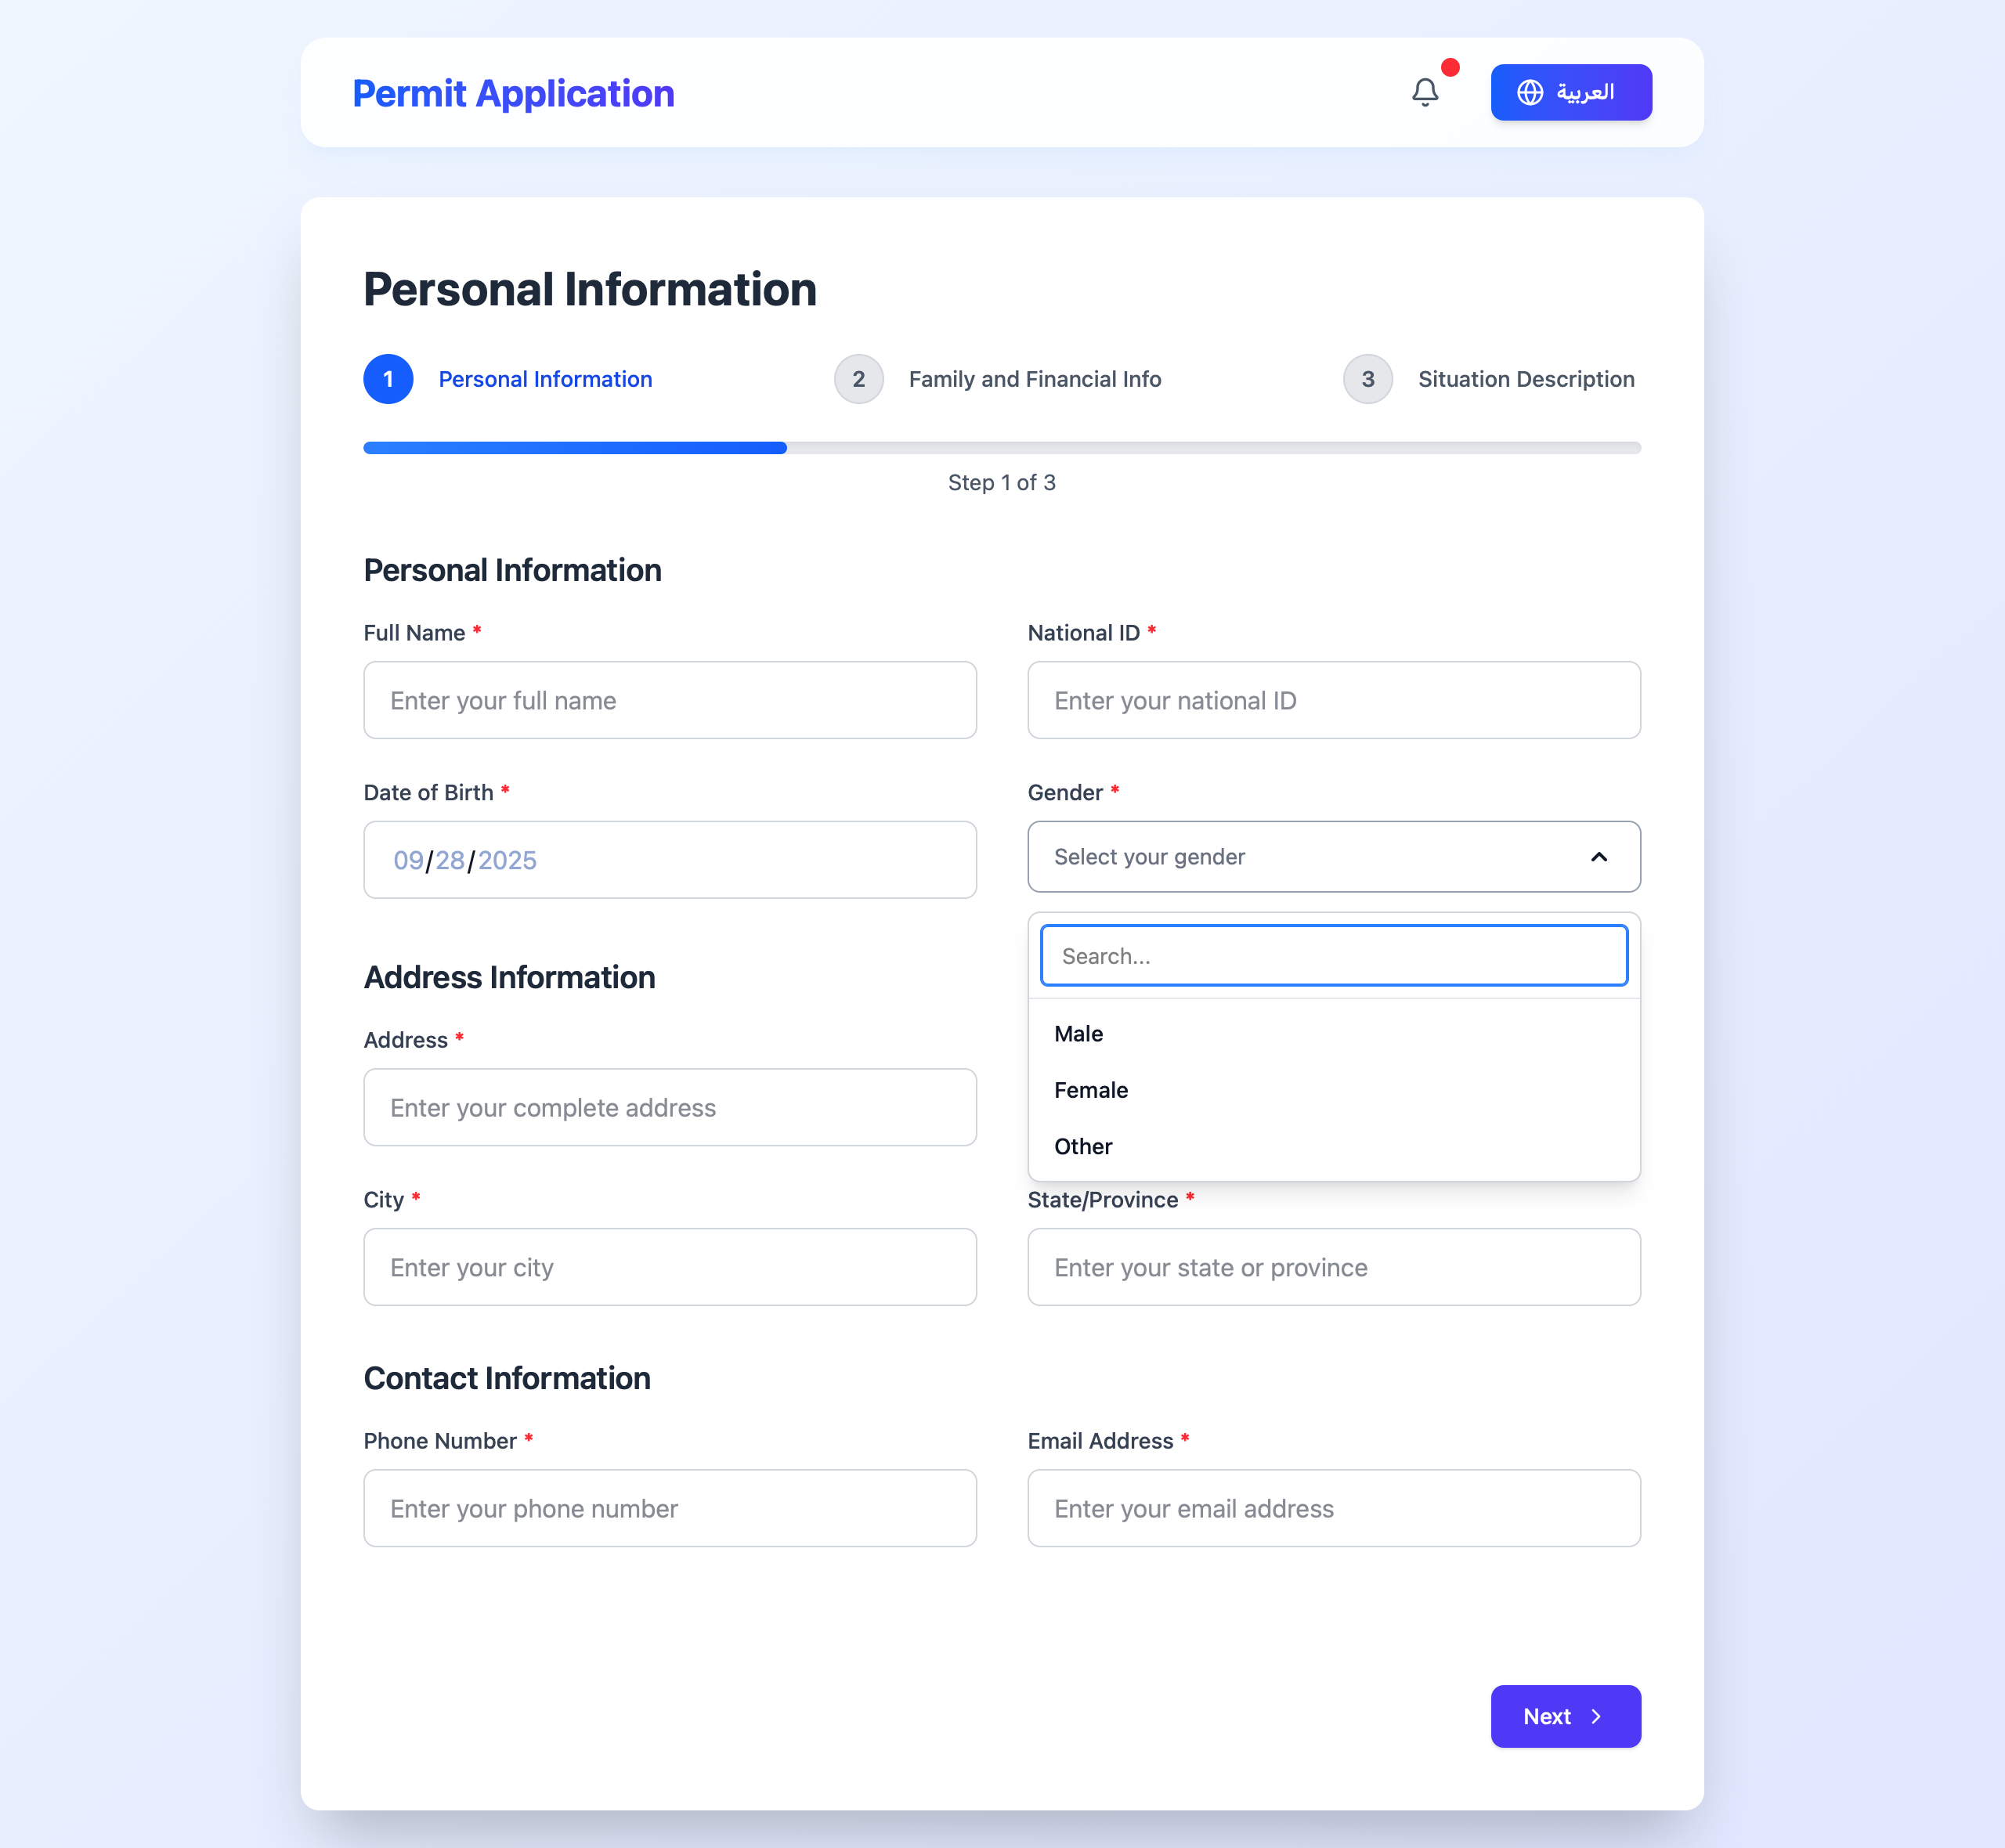 Permit Application
العربية
Personal Information
1 Personal Information 2 Family and Financial Info 3 Situation Description
Step 1 of 3
Personal Information
Full Name * National ID *
Enter your full name Enter your national ID
Date of Birth * Gender *
09/28/2025 Select your gender
Search...
Male
Female
Other
Address Information
Address *
Enter your complete address
City * State/Province *
Enter your city Enter your state or province
Contact Information
Phone Number * Email Address *
Enter your phone number Enter your email address
Next